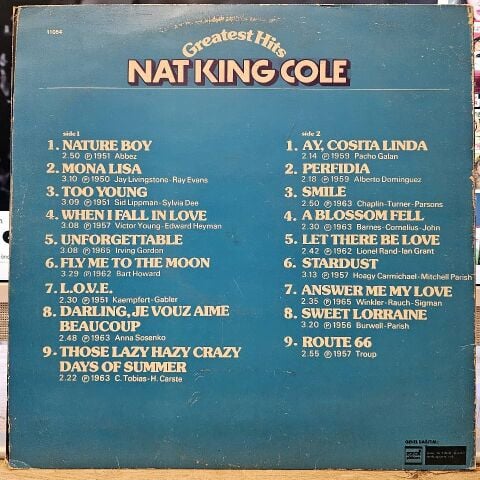 11084
Greatest Hits
NAT KING COLE
side 1
1. NATURE BOY
2.50 Ⓟ 1951 Abbez
2. MONA LISA
3.10 Ⓟ 1950 Jay Livingstone - Ray Evans
3. TOO YOUNG
3.09 Ⓟ 1951 Sid Lippman - Sylvia Dee
4. WHEN I FALL IN LOVE
3.08 Ⓟ 1957 Victor Young - Edward Heyman
5. UNFORGETTABLE
3.08 Ⓟ 1965 Irving Gordon
6. FLY ME TO THE MOON
3.29 Ⓟ 1962 Bart Howard
7. L.O.V.E.
2.30 Ⓟ 1951 Kaempfert - Gabler
8. DARLING, JE VOUZ AIME
BEAUCOUP
2.48 Ⓟ 1963 Anna Sosenko
9. THOSE LAZY HAZY CRAZY
DAYS OF SUMMER
2.22 Ⓟ 1963 C. Tobias - H. Carste
side 2
1. AY, COSITA LINDA
2.14 Ⓟ 1959 Pacho Galan
2. PERFIDIA
2.18 Ⓟ 1959 Alberto Dominguez
3. SMILE
2.50 Ⓟ 1963 Chaplin - Turner - Parsons
4. A BLOSSOM FELL
2.30 Ⓟ 1963 Barnes - Cornelius - John
5. LET THERE BE LOVE
2.42 Ⓟ 1962 Lionel Rand - Ian Grant
6. STARDUST
3.13 Ⓟ 1957 Hoagy Carmichael - Mitchell Parish
7. ANSWER ME MY LOVE
2.35 Ⓟ 1965 Winkler - Rauch - Sigman
8. SWEET LORRAINE
3.20 Ⓟ 1956 Burwell - Parish
9. ROUTE 66
2.55 Ⓟ 1957 Troup
GENEL DAĞITIM: